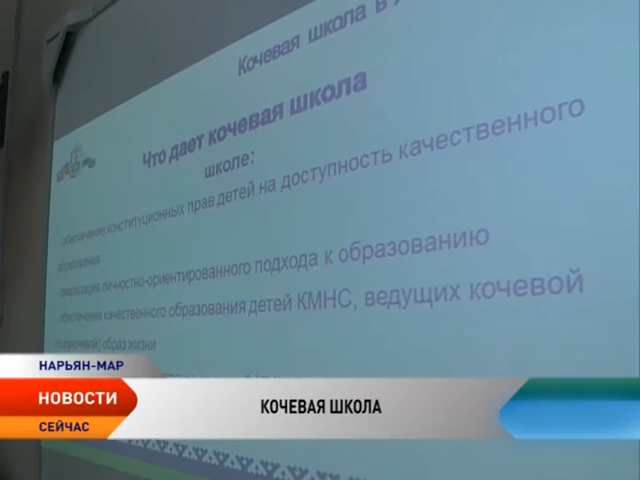 Кочевая школа в
Что дает кочевая школа
школе:
- обеспечение конституционных прав детей на доступность качественного
образования
- реализация личностно-ориентированного подхода к образованию
- обеспечение качественного образования детей КМНС, ведущих кочевой
(полукочевой) образ жизни
НАРЬЯН-МАР
НОВОСТИ
СЕЙЧАС
КОЧЕВАЯ ШКОЛА